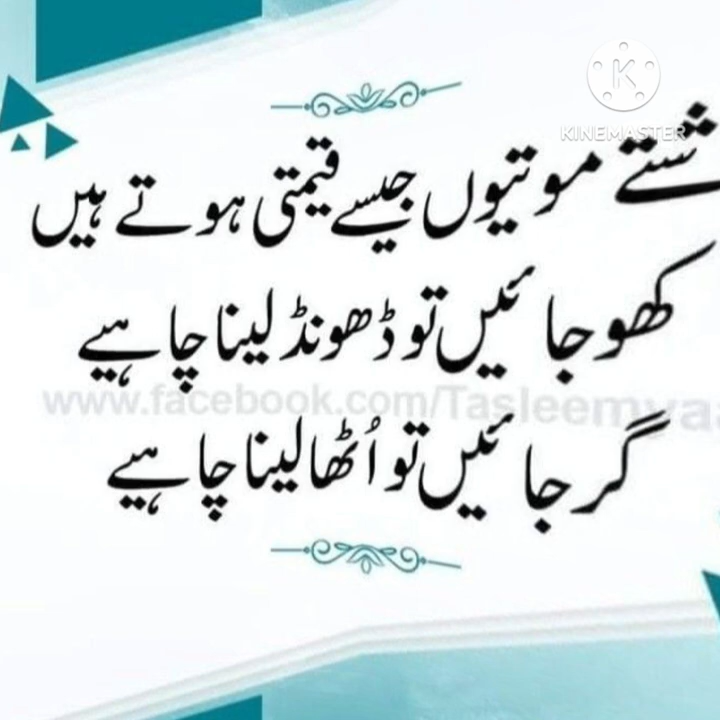 KINEMASTER
شتے موتیوں جیسے قیمتی ہوتے ہیں
کھو جائیں تو ڈھونڈ لینا چاہیے
www.facebook.com/Tasleemyaa
گر جائیں تو اُٹھا لینا چاہیے